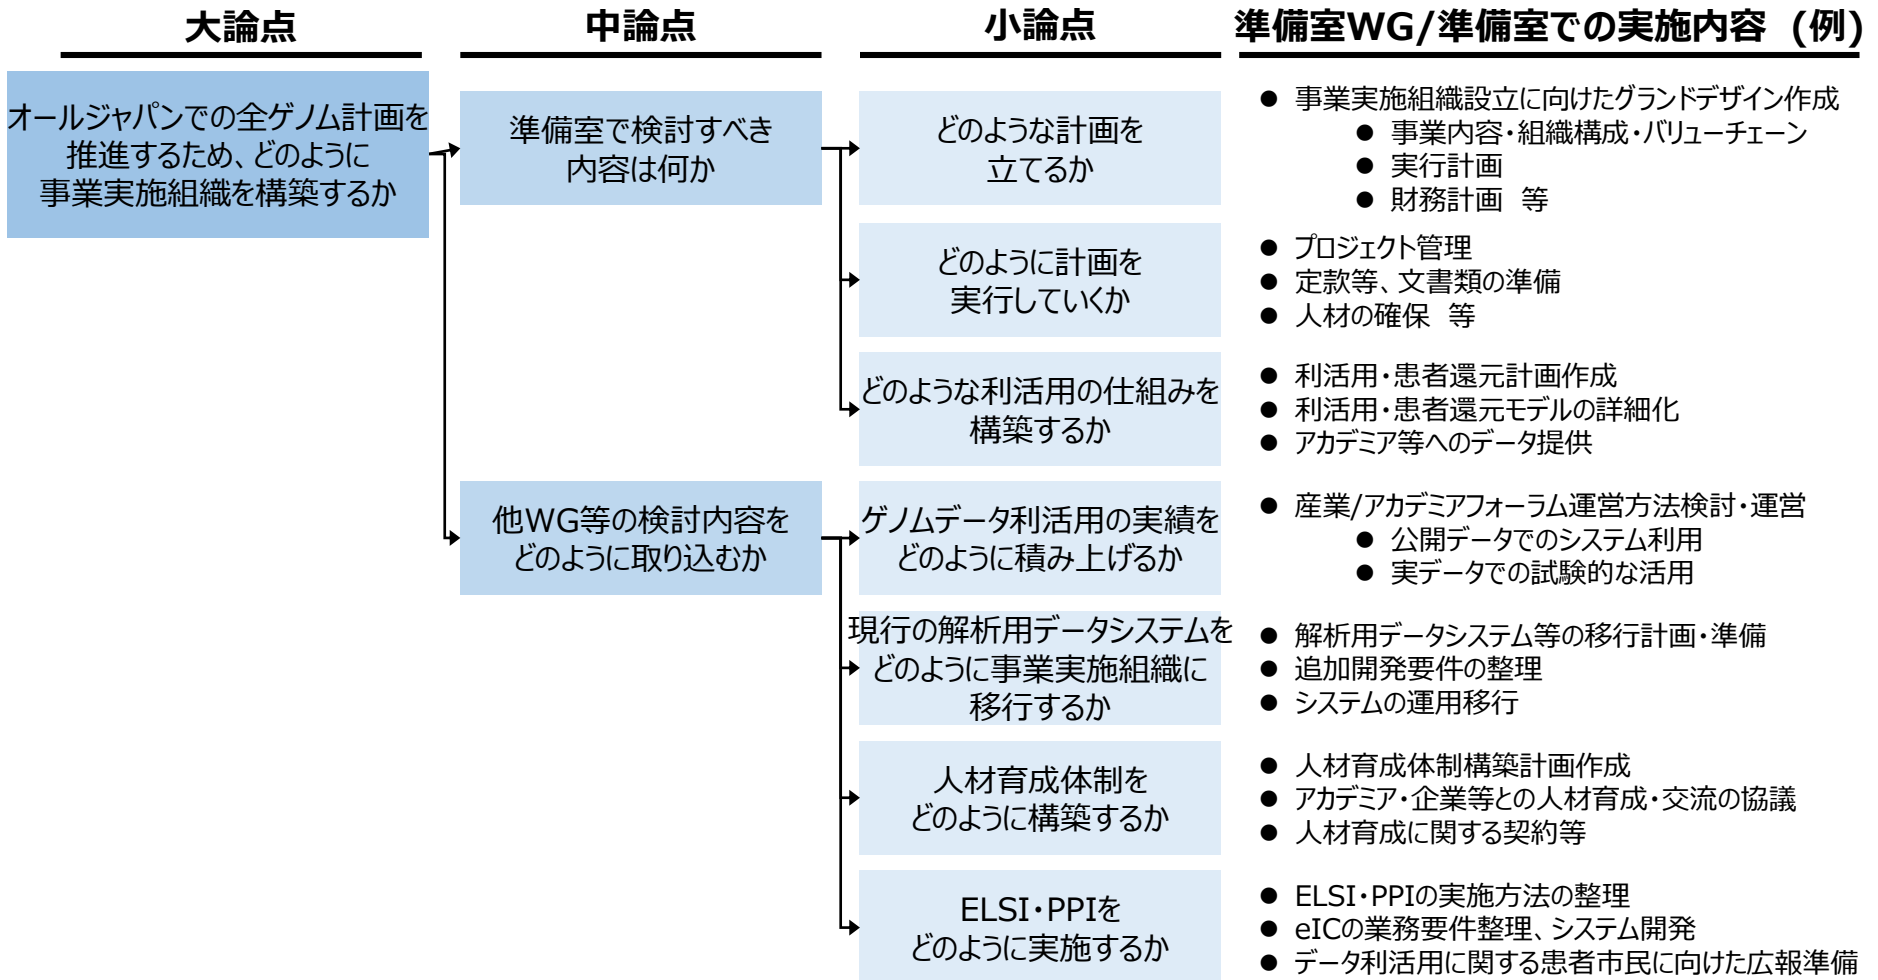 大論点
中論点
小論点
準備室WG/準備室での実施内容 (例)
オールジャパンでの全ゲノム計画を
推進するため、どのように
事業実施組織を構築するか
準備室で検討すべき
内容は何か
どのような計画を
立てるか
● 事業実施組織設立に向けたグランドデザイン作成
● 事業内容・組織構成・バリューチェーン
● 実行計画
● 財務計画 等
どのように計画を
実行していくか
● プロジェクト管理
● 定款等、文書類の準備
● 人材の確保 等
どのような利活用の仕組みを
構築するか
● 利活用・患者還元計画作成
● 利活用・患者還元モデルの詳細化
● アカデミア等へのデータ提供
他WG等の検討内容を
どのように取り込むか
ゲノムデータ利活用の実績を
どのように積み上げるか
● 産業/アカデミアフォーラム運営方法検討・運営
● 公開データでのシステム利用
● 実データでの試験的な活用
現行の解析用データシステムを
どのように事業実施組織に
移行するか
● 解析用データシステム等の移行計画・準備
● 追加開発要件の整理
● システムの運用移行
人材育成体制を
どのように構築するか
● 人材育成体制構築計画作成
● アカデミア・企業等との人材育成・交流の協議
● 人材育成に関する契約等
ELSI・PPIを
どのように実施するか
● ELSI・PPIの実施方法の整理
● eICの業務要件整理、システム開発
● データ利活用に関する患者市民に向けた広報準備